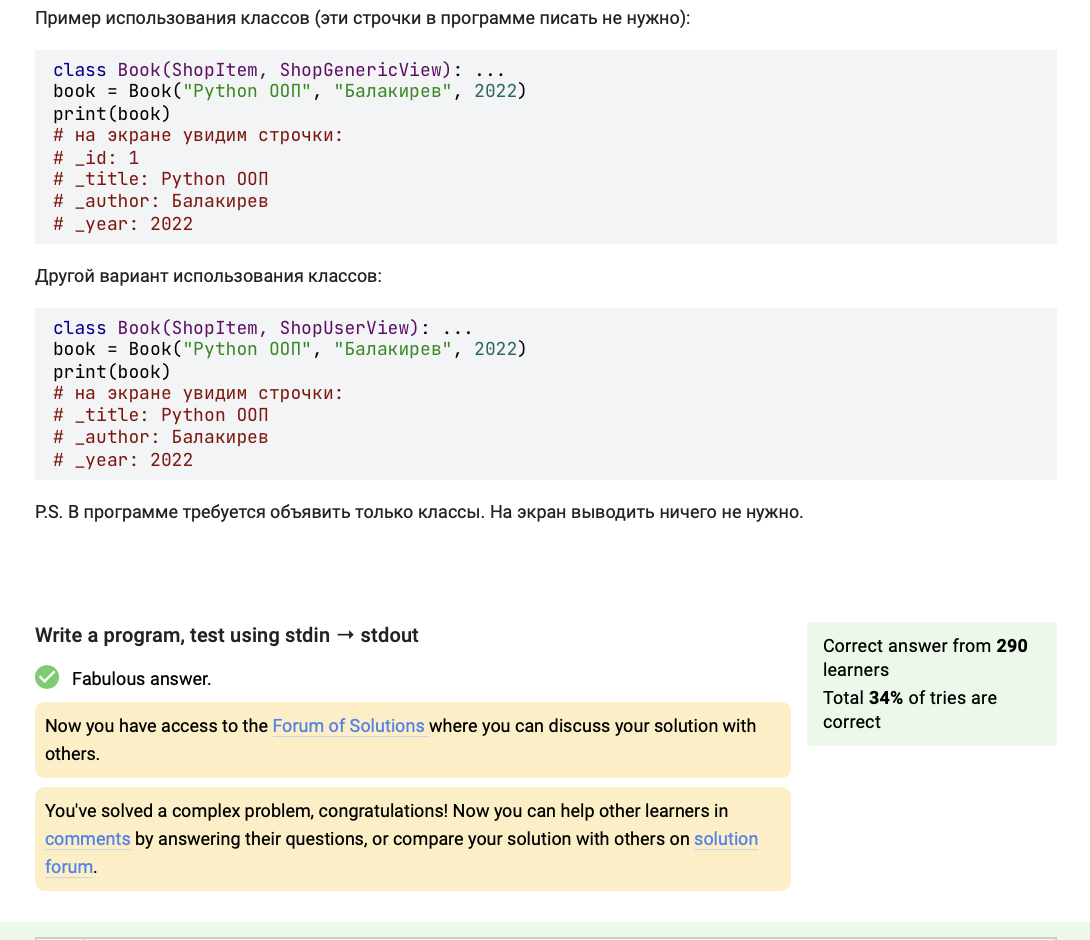 Пример использования классов (эти строчки в программе писать не нужно):
class Book(ShopItem, ShopGenericView): ...
book = Book("Python ООП", "Балакирев", 2022)
print(book)
# на экране увидим строчки:
# _id: 1
# _title: Python ООП
# _author: Балакирев
# _year: 2022
Другой вариант использования классов:
class Book(ShopItem, ShopUserView): ...
book = Book("Python ООП", "Балакирев", 2022)
print(book)
# на экране увидим строчки:
# _title: Python ООП
# _author: Балакирев
# _year: 2022
P.S. В программе требуется объявить только классы. На экран выводить ничего не нужно.
Write a program, test using stdin → stdout
Fabulous answer.
Now you have access to the Forum of Solutions where you can discuss your solution with
others.
You've solved a complex problem, congratulations! Now you can help other learners in
comments by answering their questions, or compare your solution with others on solution
forum.
Correct answer from 290
learners
Total 34% of tries are
correct